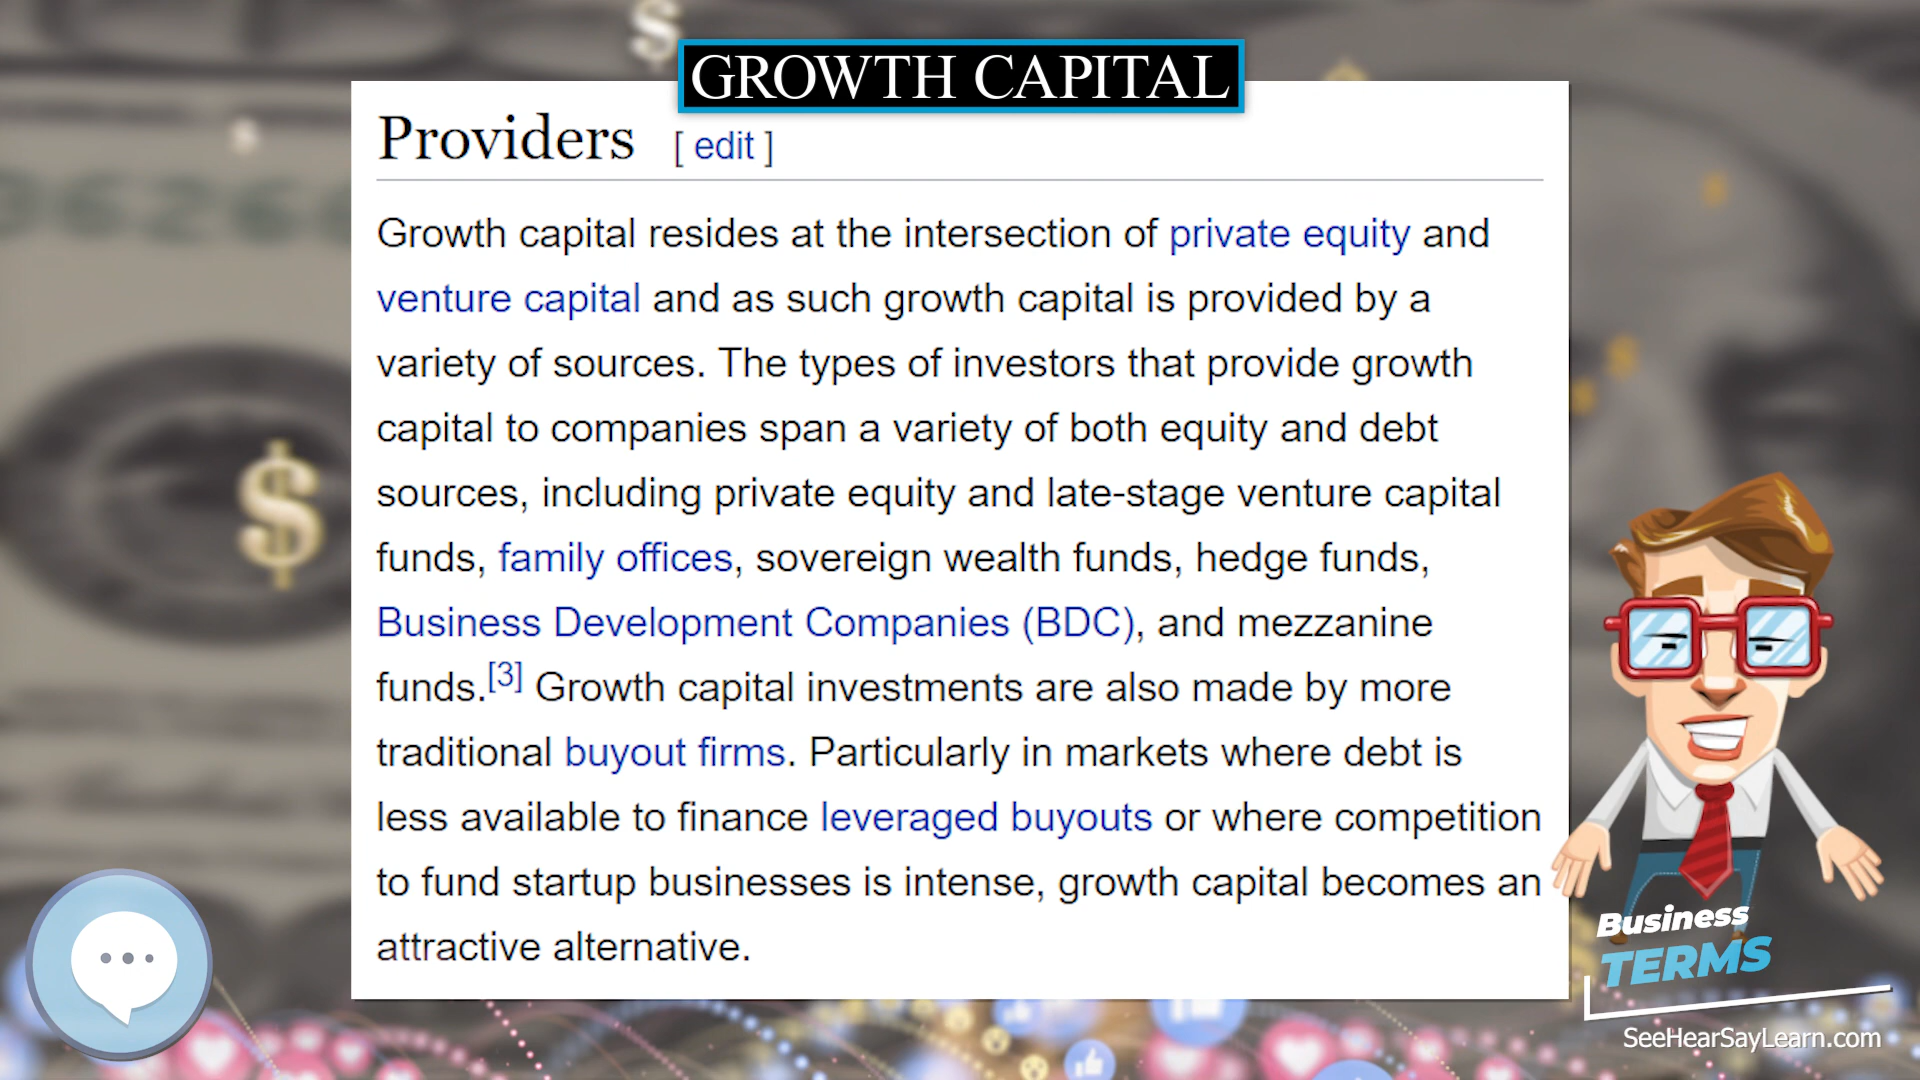 GROWTH CAPITAL
Providers [ edit ]
Growth capital resides at the intersection of private equity and
venture capital and as such growth capital is provided by a
variety of sources. The types of investors that provide growth
capital to companies span a variety of both equity and debt
sources, including private equity and late-stage venture capital
funds, family offices, sovereign wealth funds, hedge funds,
Business Development Companies (BDC), and mezzanine
funds.[3] Growth capital investments are also made by more
traditional buyout firms. Particularly in markets where debt is
less available to finance leveraged buyouts or where competition
to fund startup businesses is intense, growth capital becomes an
attractive alternative.
Business
TERMS
SeeHearSayLearn.com